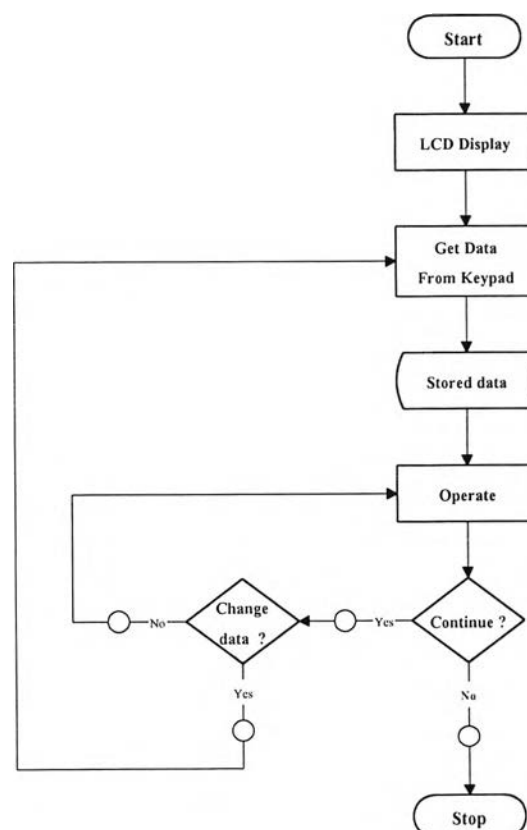 Start
LCD Display
Get Data
From Keypad
Stored data
Operate
Change
data ?
No
Yes
Continue ?
Yes
No
Stop